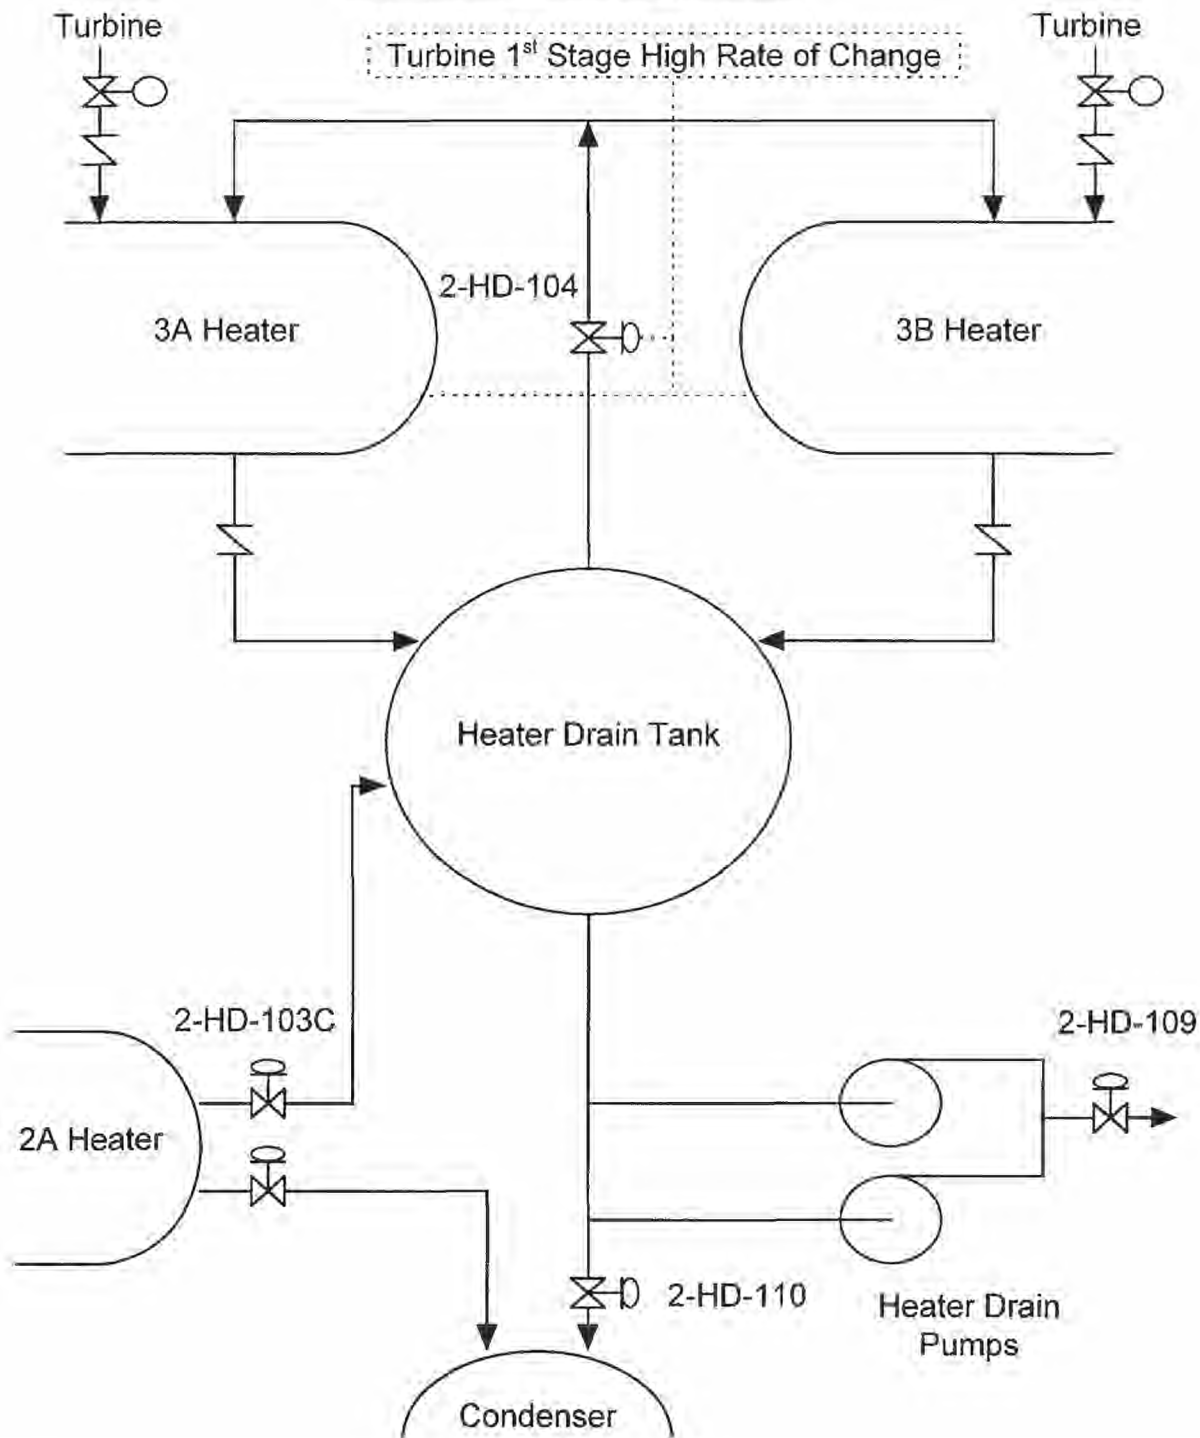 Turbine
Turbine
Turbine 1st Stage High Rate of Change
2-HD-104
3A Heater
3B Heater
Heater Drain Tank
2-HD-103C
2-HD-109
2A Heater
2-HD-110
Heater Drain
Pumps
Condenser